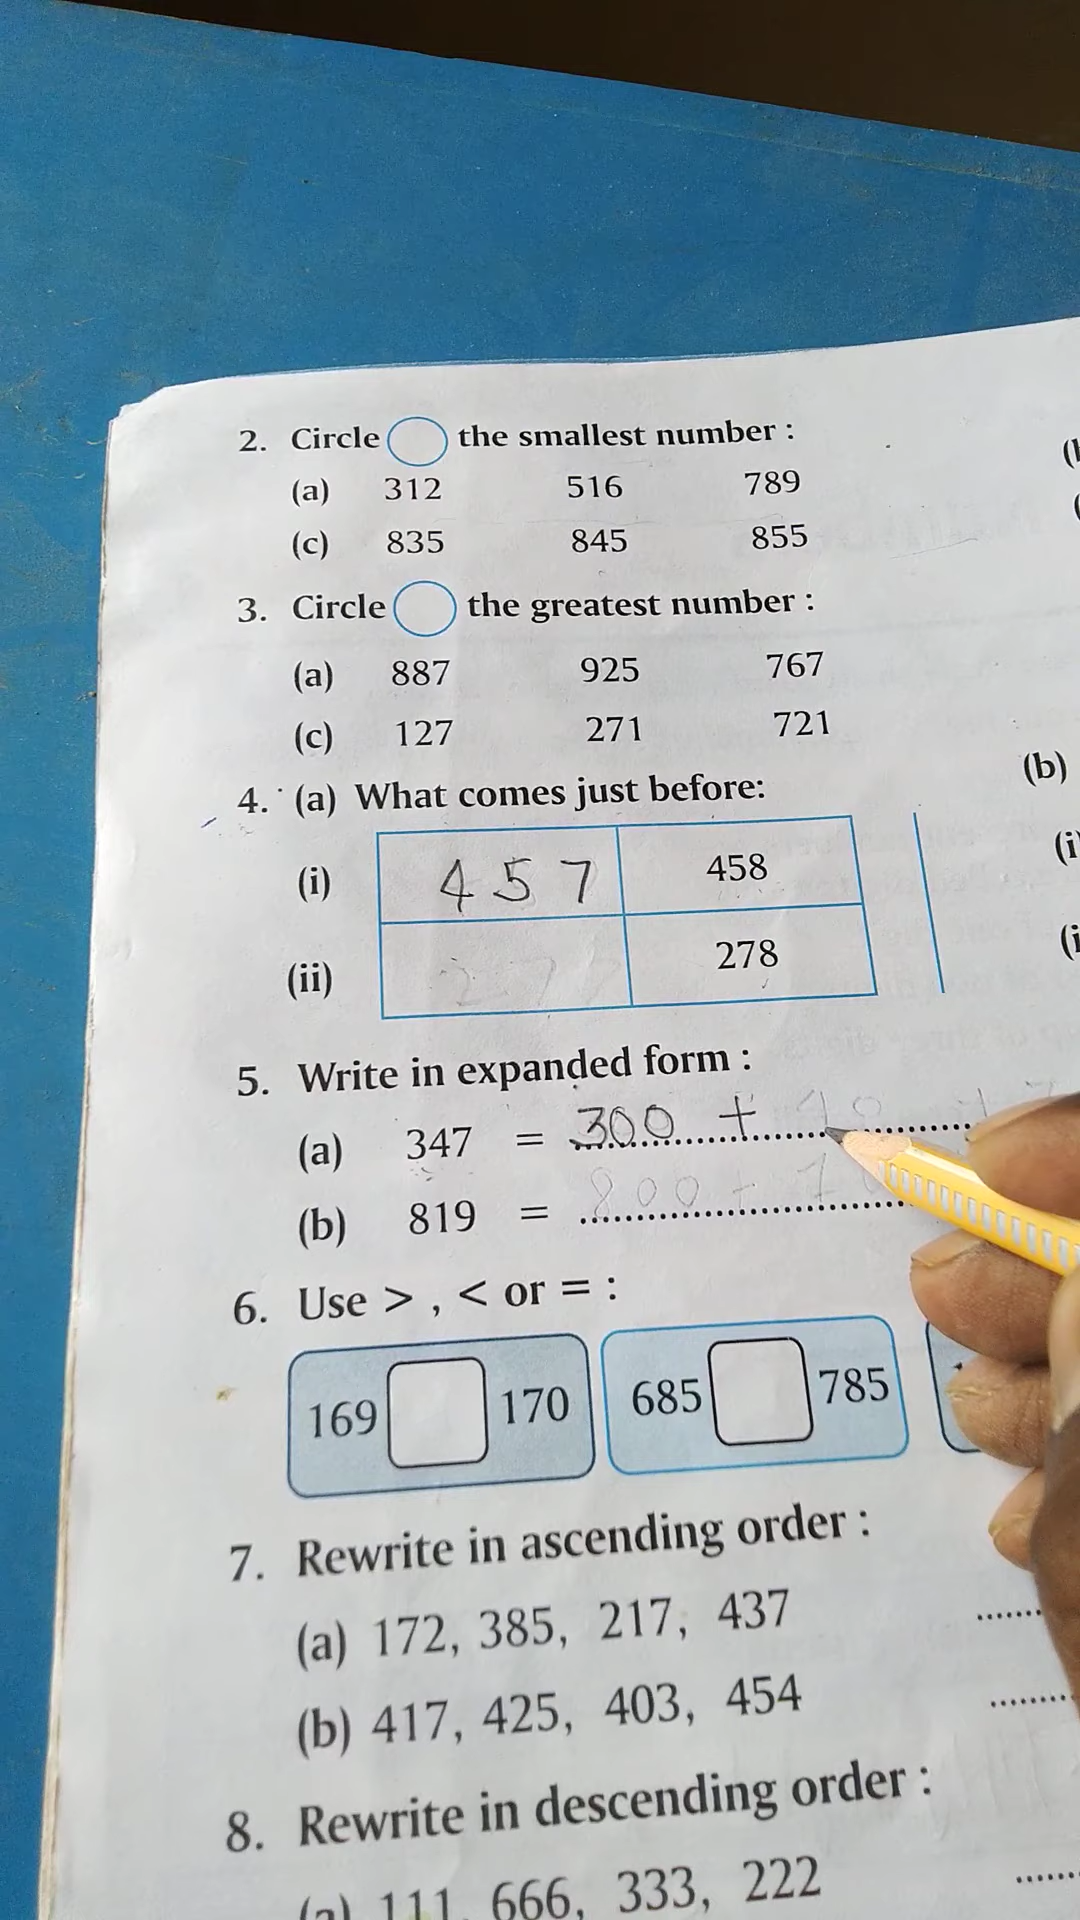 2. Circle the smallest number :
(a) 312 516 789
(c) 835 845 855
3. Circle the greatest number :
(a) 887 925 767
(c) 127 271 721
4. (a) What comes just before:
(b)
(i) 457 458
(ii) 277 278
5. Write in expanded form :
(a) 347 = 300 +
(b) 819 = 800 +
6. Use > , < or = :
169 170 685 785
7. Rewrite in ascending order :
(a) 172, 385, 217, 437
(b) 417, 425, 403, 454
8. Rewrite in descending order :
(a) 111, 666, 333, 222